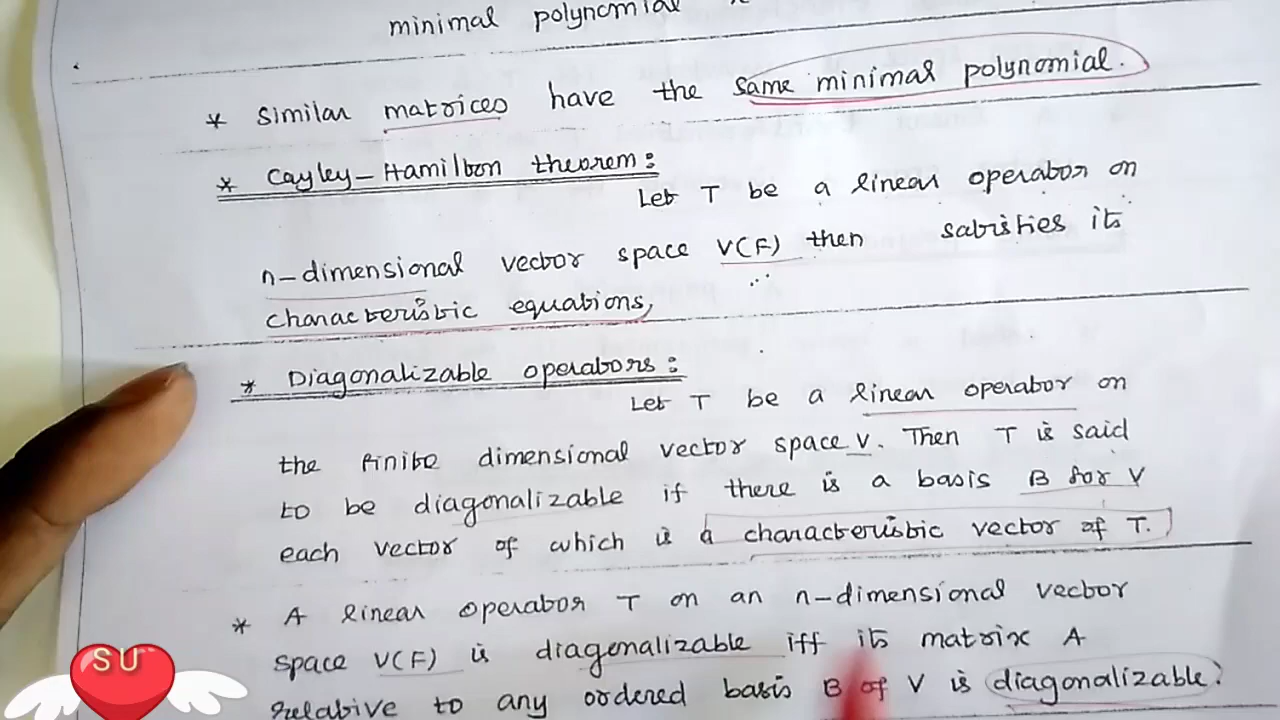 minimal polynomial
* Similar matrices have the same minimal polynomial.
* Cayley-Hamilton theorem:
Let T be a linear operator on
n-dimensional vector space V(F) then satisfies its
characteristic equations,
* Diagonalizable operators:
Let T be a linear operator on
the finite dimensional vector space V. Then T is said
to be diagonalizable if there is a basis B for V
each vector of which is a characteristic vector of T.
* A linear operator T on an n-dimensional vector
space V(F) is diagonalizable iff its matrix A
relative to any ordered basis B of V is diagonalizable.
SU